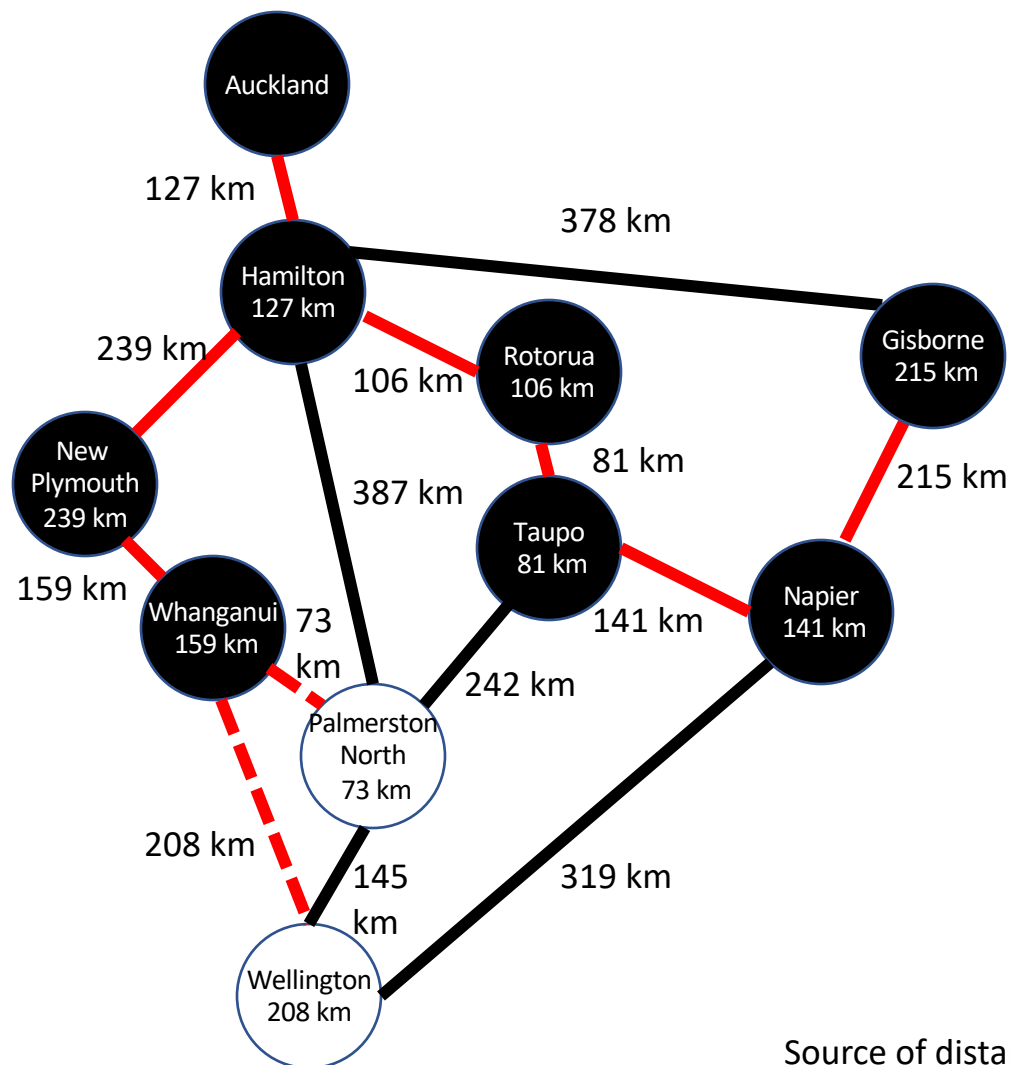 Auckland
127 km
378 km
Hamilton
127 km
Gisborne
215 km
239 km
Rotorua
106 km
106 km
New
Plymouth
239 km
387 km
81 km
215 km
Taupo
81 km
159 km
Whanganui
159 km
73
km
141 km
Napier
141 km
242 km
Palmerston
North
73 km
208 km
145
km
319 km
Wellington
208 km
Source of dista